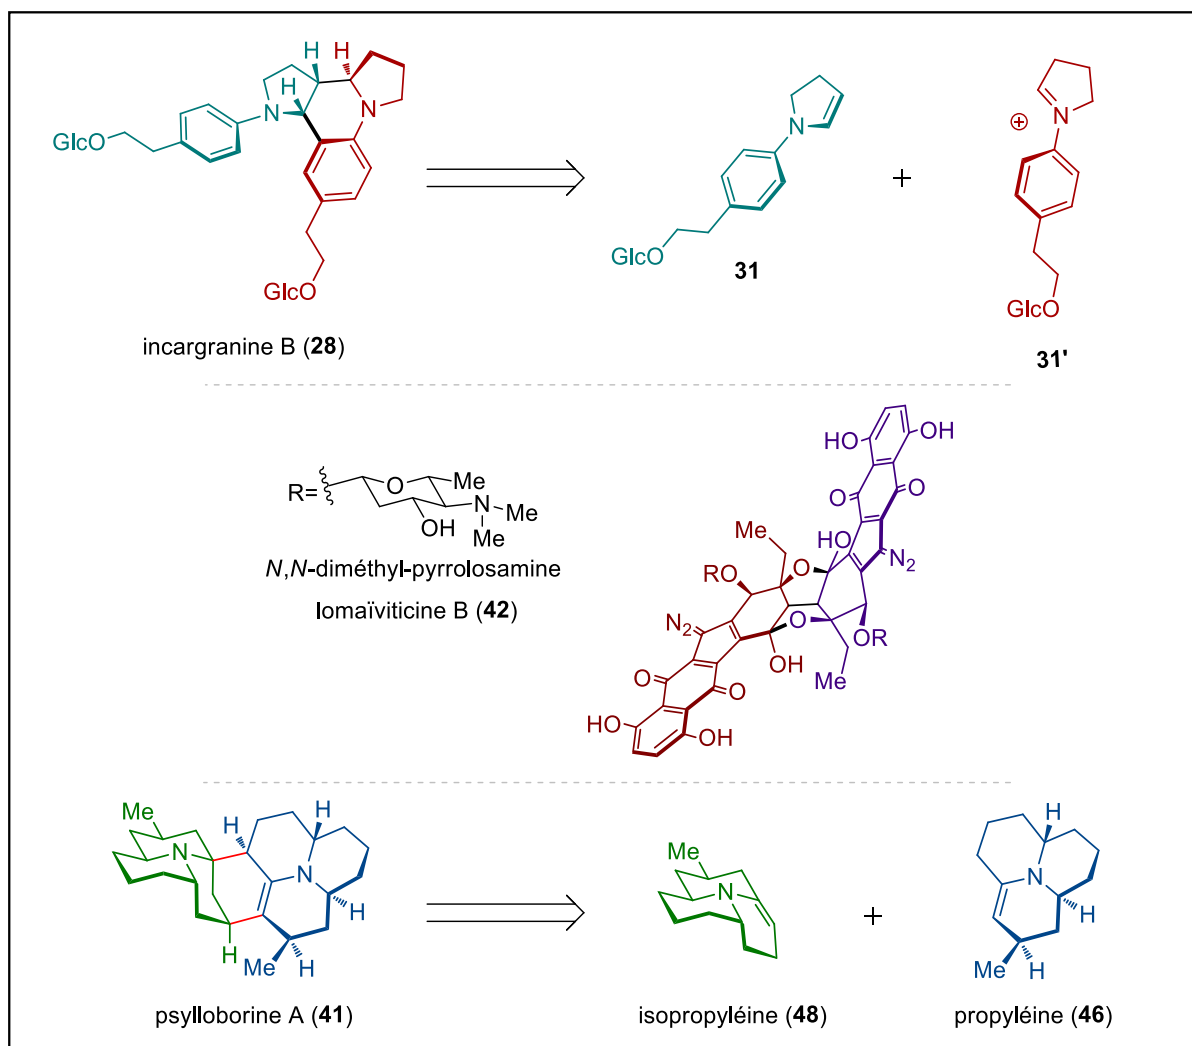 H H
H
N N
N
⊕
N
GlcO
GlcO
31
GlcO
GlcO
incargranine B (28)
31'
+
HO OH
R= O Me
N Me
OH Me
O O
Me HO N2
RO O
N,N-diméthyl-pyrrolosamine
lomaïviticine B (42)
N2 O
OH OR
O O Me
HO OH
Me H H
H
N N
H
H
Me H
psylloborine A (41)
Me
N
+
isopropyléine (48)
H
N
H
Me H
propyléine (46)